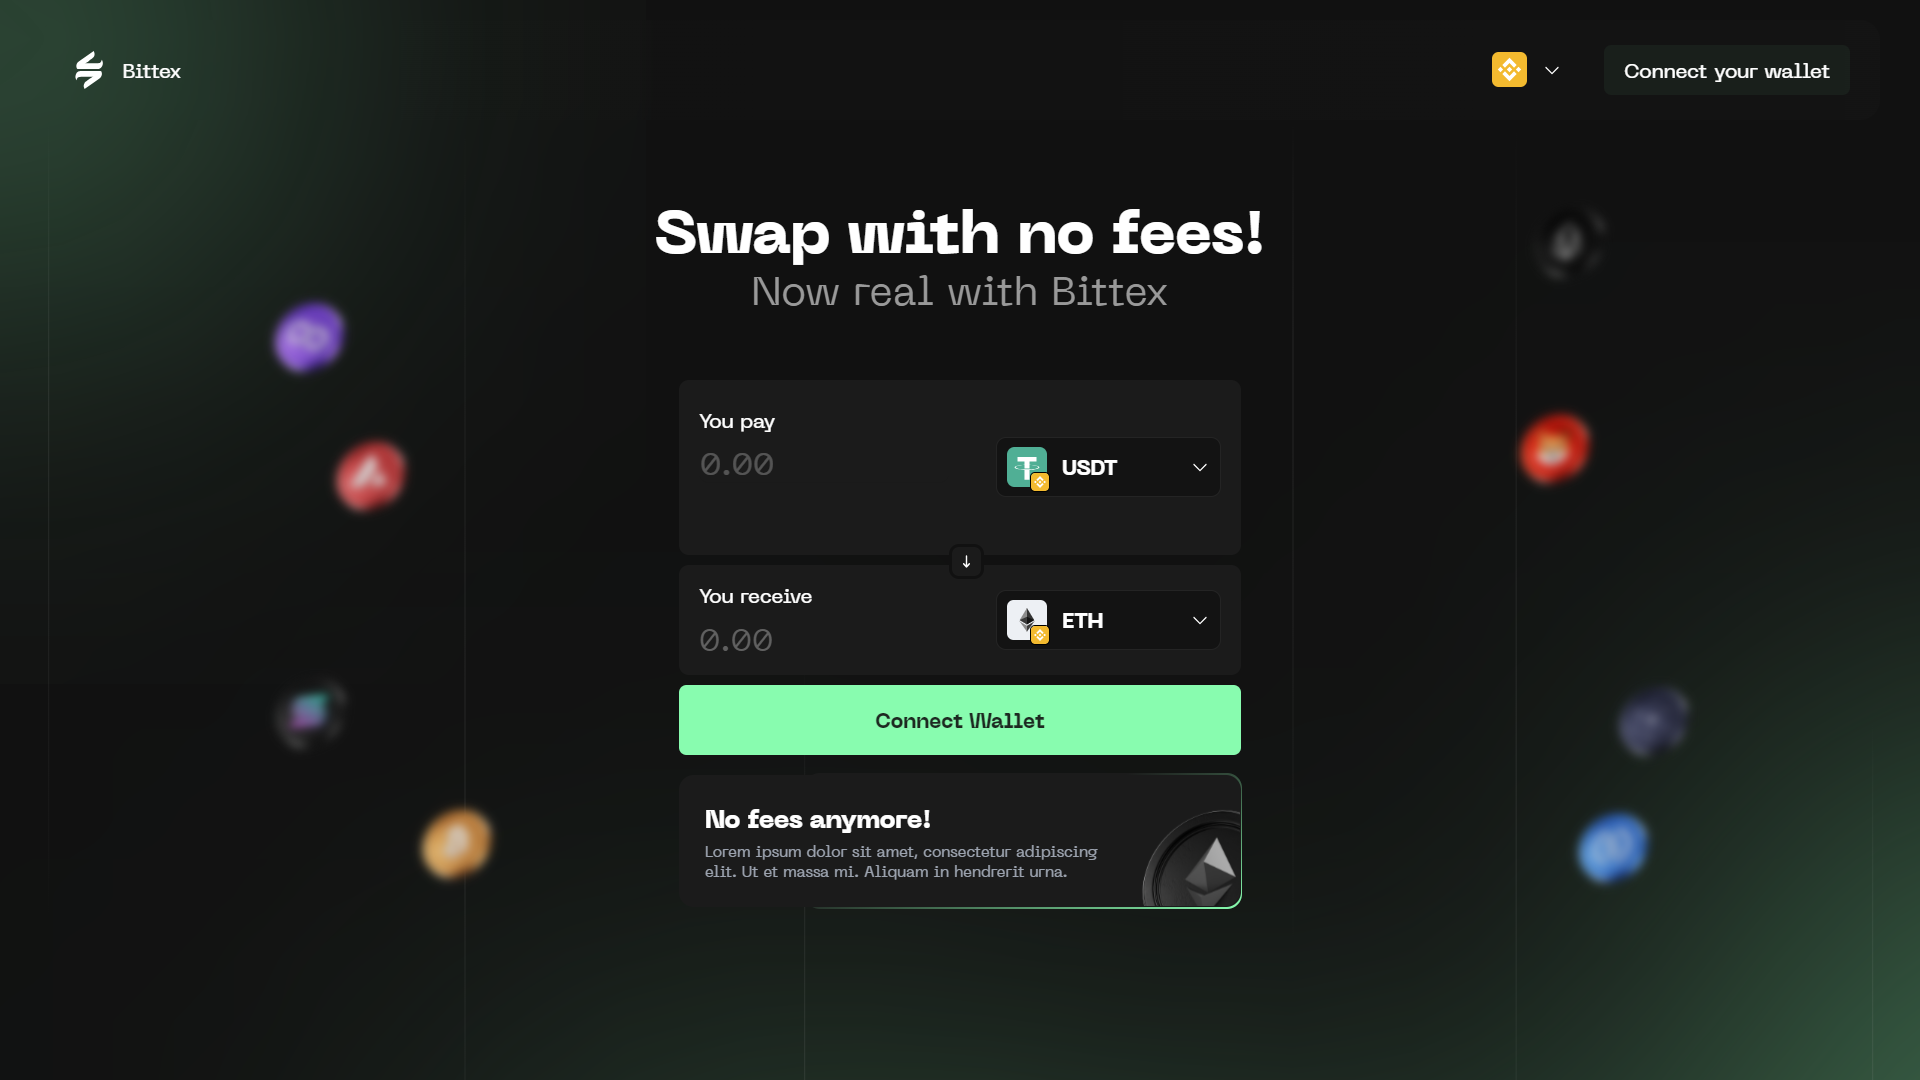 Bittex
Connect your wallet
Swap with no fees!
Now real with Bittex
You pay
0.00
USDT
You receive
0.00
ETH
Connect Wallet
No fees anymore!
Lorem ipsum dolor sit amet, consectetur adipiscing
elit. Ut et massa mi. Aliquam in hendrerit urna.